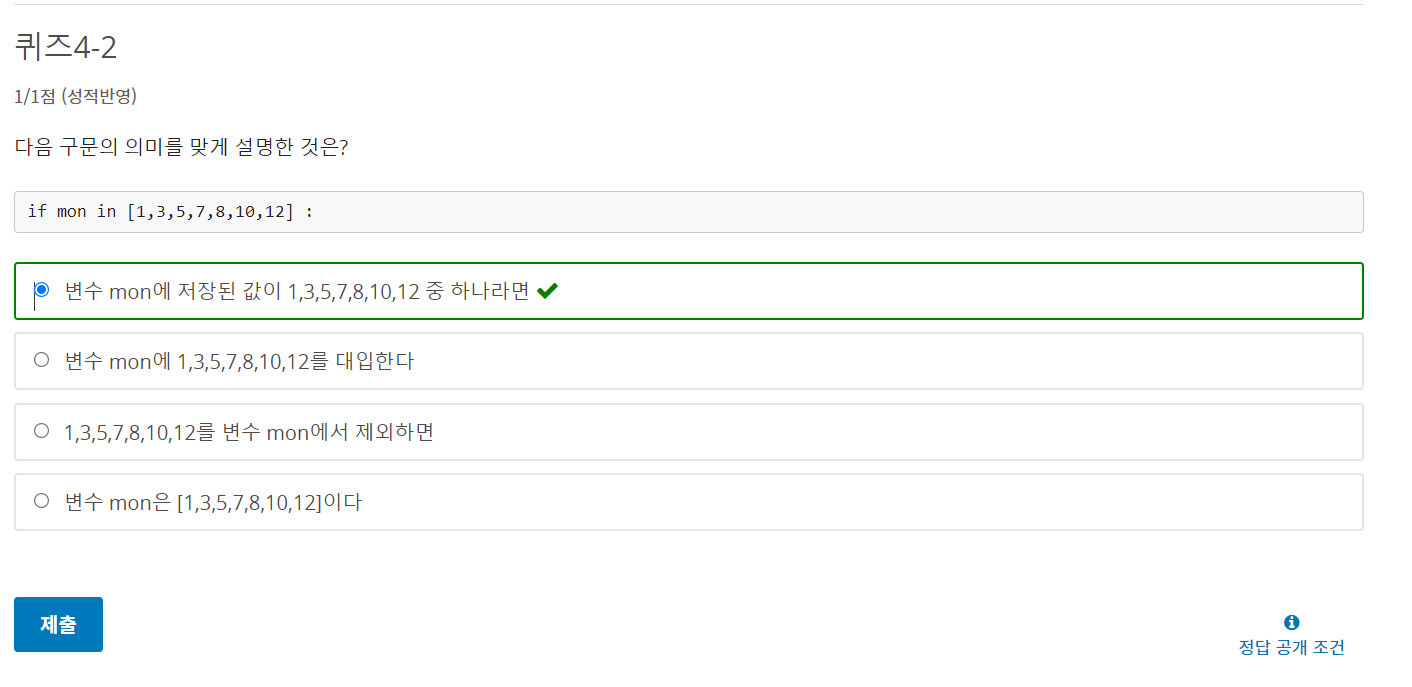 퀴즈4-2
1/1점 (성적반영)
다음 구문의 의미를 맞게 설명한 것은?
if mon in [1,3,5,7,8,10,12] :
변수 mon에 저장된 값이 1,3,5,7,8,10,12 중 하나라면
변수 mon에 1,3,5,7,8,10,12를 대입한다
1,3,5,7,8,10,12를 변수 mon에서 제외하면
변수 mon은 [1,3,5,7,8,10,12]이다
제출
정답 공개 조건